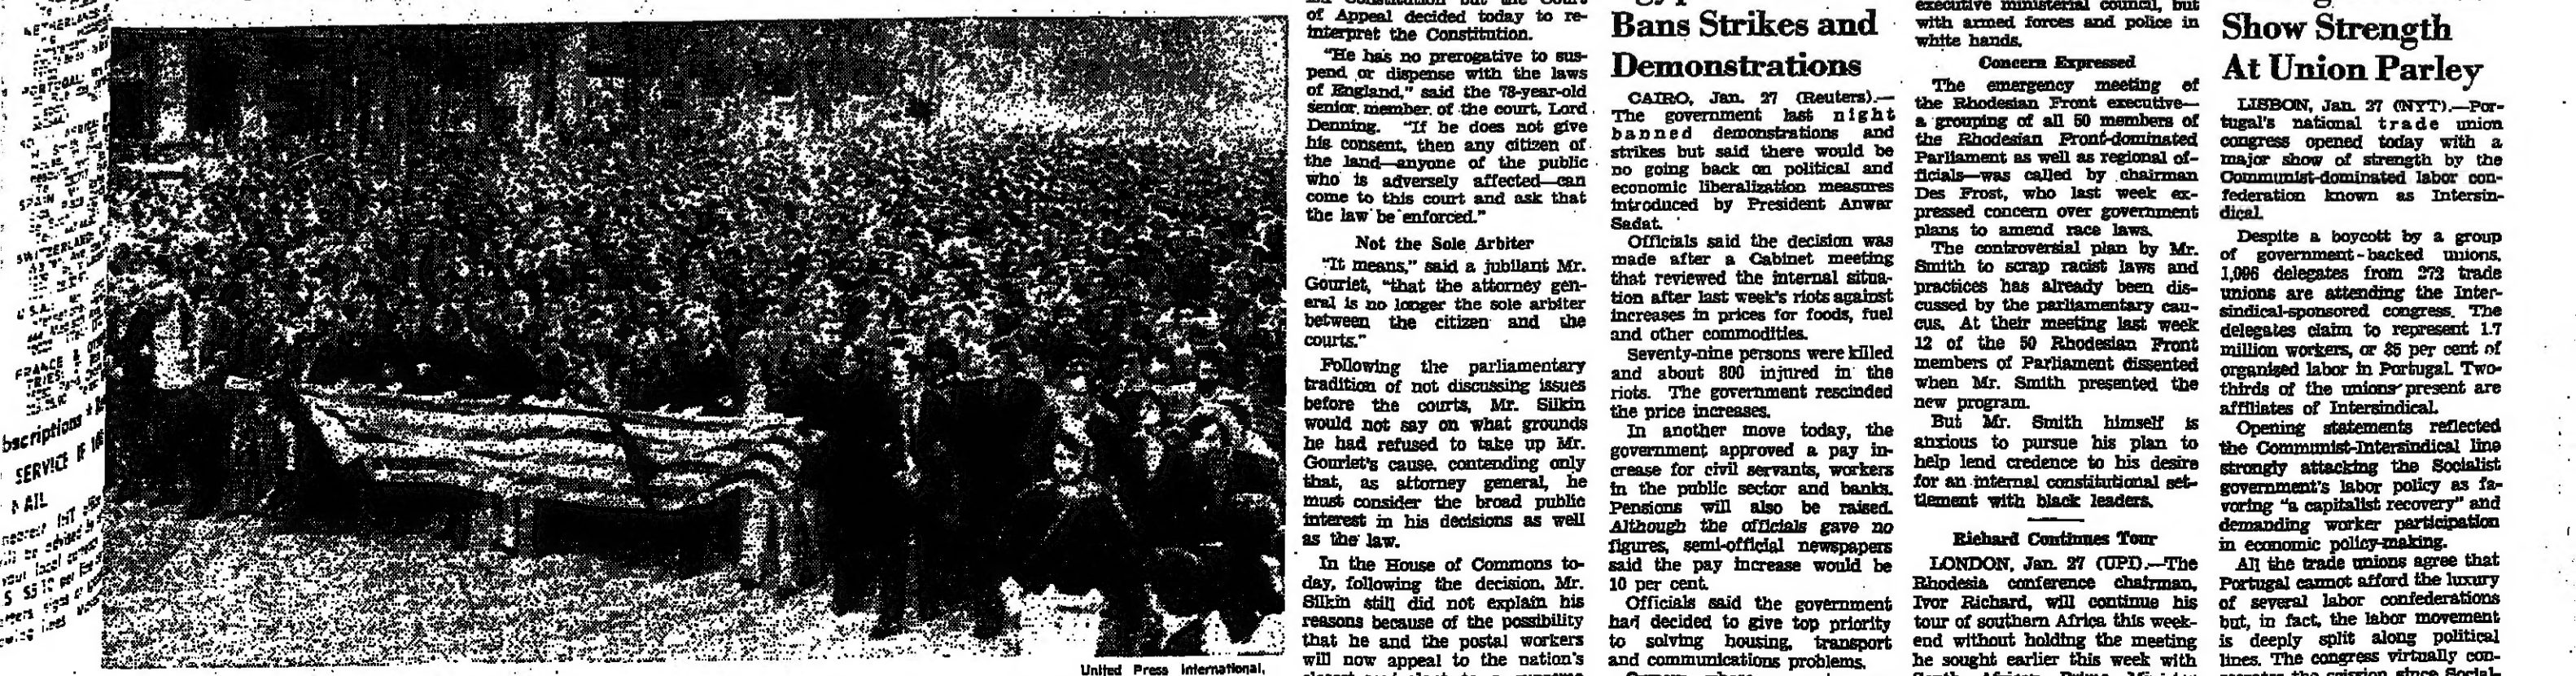 PORTUGAL
SPAIN
SWITZERLAND
U.S.A.
FRANCE &
bscriptions
SERVICE
United Press International.
of Appeal decided today to re-
interpret the Constitution.
"He has no prerogative to sus-
pend or dispense with the laws
of England," said the 78-year-old
senior member of the court, Lord
Denning. "If he does not give
his consent, then any citizen of
the land—anyone of the public
who is adversely affected—can
come to this court and ask that
the law be enforced."
Not the Sole Arbiter
"It means," said a jubilant Mr.
Gouriet, "that the attorney gen-
eral is no longer the sole arbiter
between the citizen and the
courts."
Following the parliamentary
tradition of not discussing issues
before the courts, Mr. Silkin
would not say on what grounds
he had refused to take up Mr.
Gouriet's cause, contending only
that, as attorney general, he
must consider the broad public
interest in his decisions as well
as the law.
In the House of Commons to-
day, following the decision, Mr.
Silkin still did not explain his
reasons because of the possibility
that he and the postal workers
will now appeal to the nation's
Bans Strikes and
Demonstrations
CAIRO, Jan. 27 (Reuters).—
The government last night
banned demonstrations and
strikes but said there would be
no going back on political and
economic liberalization measures
introduced by President Anwar
Sadat.
Officials said the decision was
made after a Cabinet meeting
that reviewed the internal situa-
tion after last week's riots against
increases in prices for foods, fuel
and other commodities.
Seventy-nine persons were killed
and about 800 injured in the
riots. The government rescinded
the price increases.
In another move today, the
government approved a pay in-
crease for civil servants, workers
in the public sector and banks.
Pensions will also be raised.
Although the officials gave no
figures, semi-official newspapers
said the pay increase would be
10 per cent.
Officials said the government
had decided to give top priority
to solving housing, transport
and communications problems.
executive ministerial council, but
with armed forces and police in
white hands.
Concern Expressed
The emergency meeting of
the Rhodesian Front executive—
a grouping of all 50 members of
the Rhodesian Front-dominated
Parliament as well as regional of-
ficials—was called by chairman
Des Frost, who last week ex-
pressed concern over government
plans to amend race laws.
The controversial plan by Mr.
Smith to scrap racist laws and
practices has already been dis-
cussed by the parliamentary cau-
cus. At their meeting last week
12 of the 50 Rhodesian Front
members of Parliament dissented
when Mr. Smith presented the
new program.
But Mr. Smith himself is
anxious to pursue his plan to
help lend credence to his desire
for an internal constitutional set-
tlement with black leaders.
Richard Continues Tour
LONDON, Jan. 27 (UPI).—The
Rhodesia conference chairman,
Ivor Richard, will continue his
tour of southern Africa this week-
end without holding the meeting
he sought earlier this week with
Show Strength
At Union Parley
LISBON, Jan. 27 (NYT).—Por-
tugal's national trade union
congress opened today with a
major show of strength by the
Communist-dominated labor con-
federation known as Intersin-
dical.
Despite a boycott by a group
of government-backed unions,
1,096 delegates from 272 trade
unions are attending the Inter-
sindical-sponsored congress. The
delegates claim to represent 1.7
million workers, or 85 per cent of
organized labor in Portugal. Two-
thirds of the unions present are
affiliates of Intersindical.
Opening statements reflected
the Communist-Intersindical line
strongly attacking the Socialist
government's labor policy as fa-
voring "a capitalist recovery" and
demanding worker participation
in economic policy-making.
All the trade unions agree that
Portugal cannot afford the luxury
of several labor confederations
but, in fact, the labor movement
is deeply split along political
lines. The congress virtually con-